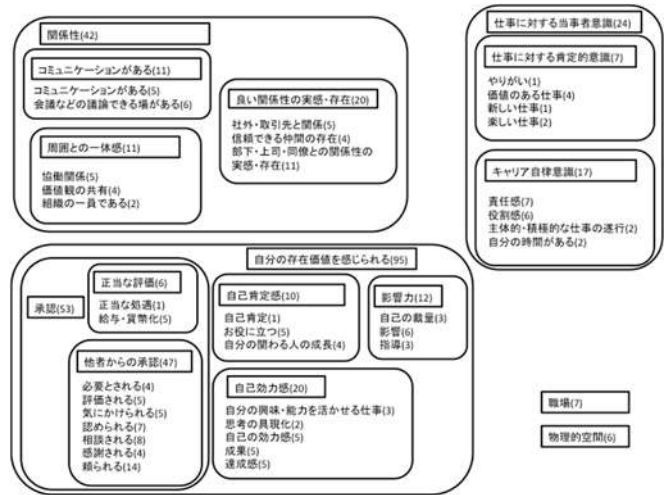 関係性(42)
コミュニケーションがある(11)
コミュニケーションがある(5)
会議などの議論できる場がある(6)
良い関係性の実感・存在(20)
社外・取引先と関係(5)
信頼できる仲間の存在(4)
部下・上司・同僚との関係性の
実感・存在(11)
周囲との一体感(11)
協働関係(5)
価値観の共有(4)
組織の一員である(2)
仕事に対する当事者意識(24)
仕事に対する肯定的意識(7)
やりがい(1)
価値のある仕事(4)
新しい仕事(1)
楽しい仕事(2)
キャリア自律意識(17)
責任感(7)
役割感(6)
主体的・積極的な仕事の遂行(2)
自分の時間がある(2)
自分の存在価値を感じられる(95)
承認(53)
正当な評価(6)
正当な処遇(1)
給与・貨幣化(5)
他者からの承認(47)
必要とされる(4)
評価される(5)
気にかけられる(5)
認められる(7)
相談される(8)
感謝される(4)
頼られる(14)
自己肯定感(10)
自己肯定(1)
お役に立つ(5)
自分の関わる人の成長(4)
影響力(12)
自己の裁量(3)
影響(6)
指導(3)
自己効力感(20)
自分の興味・能力を活かせる仕事(3)
思考の具現化(2)
自己の効力感(5)
成果(5)
達成感(5)
職場(7)
物理的空間(6)